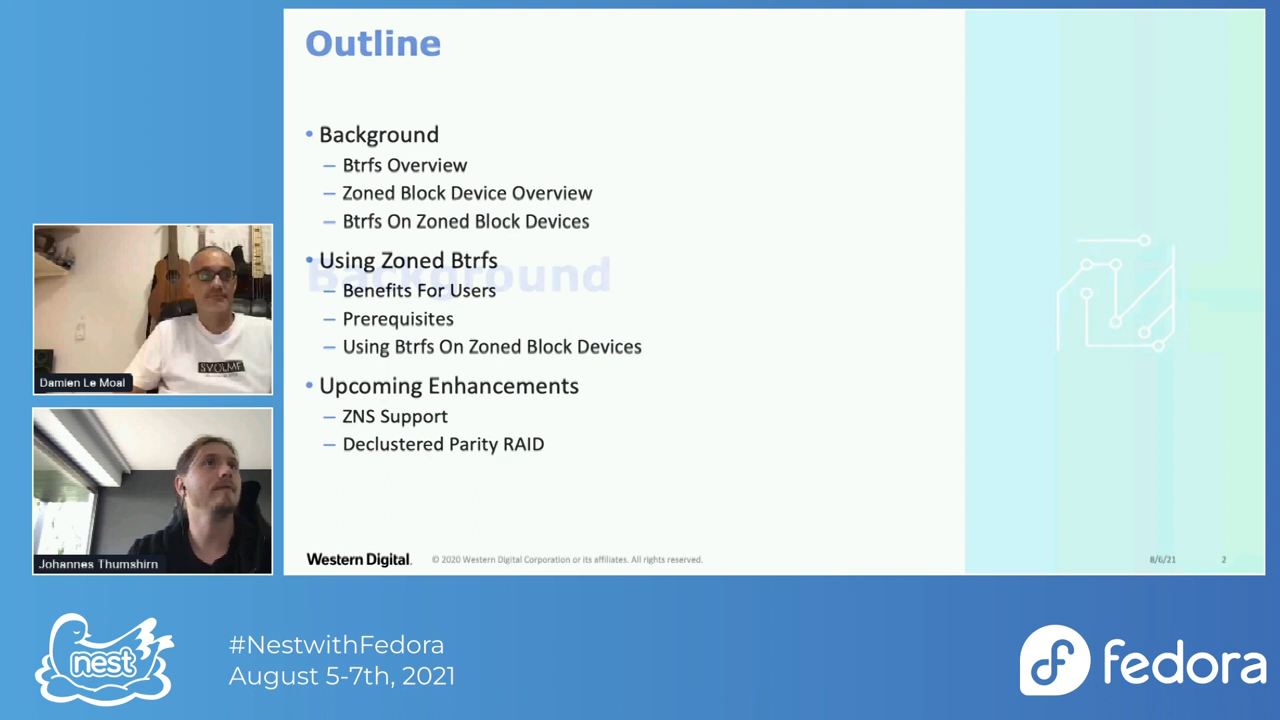 Outline
• Background
– Btrfs Overview
– Zoned Block Device Overview
– Btrfs On Zoned Block Devices
• Using Zoned Btrfs
Background
– Benefits For Users
– Prerequisites
– Using Btrfs On Zoned Block Devices
• Upcoming Enhancements
– ZNS Support
– Declustered Parity RAID
Western Digital.
© 2020 Western Digital Corporation or its affiliates. All rights reserved.
8/6/21
2
SVOLME
Damien Le Moal
Johannes Thumshirn
nest
#NestwithFedora
August 5-7th, 2021
fedora